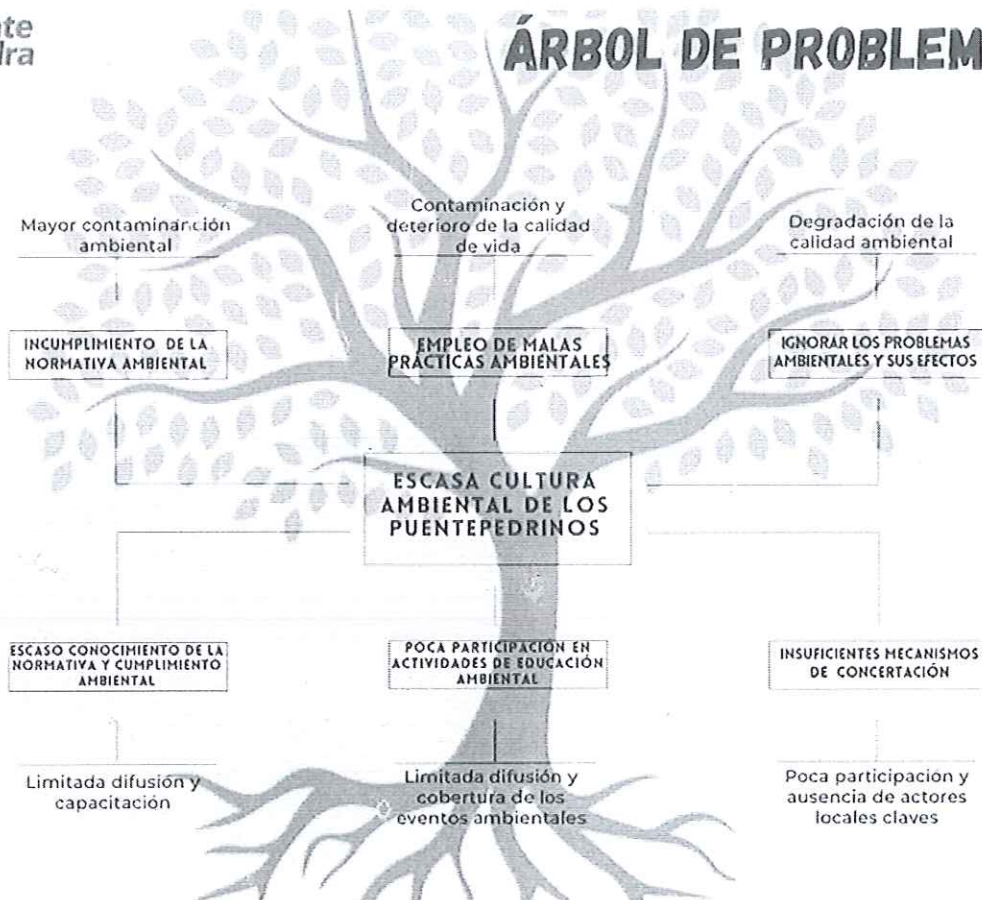 ÁRBOL DE PROBLEM
Mayor contaminación
ambiental
Contaminación y
deterioro de la calidad
de vida
Degradación de la
calidad ambiental
INCUMPLIMIENTO DE LA
NORMATIVA AMBIENTAL
EMPLEO DE MALAS
PRÁCTICAS AMBIENTALES
IGNORAR LOS PROBLEMAS
AMBIENTALES Y SUS EFECTOS
ESCASA CULTURA
AMBIENTAL DE LOS
PUENTEPEDRINOS
ESCASO CONOCIMIENTO DE LA
NORMATIVA Y CUMPLIMIENTO
AMBIENTAL
POCA PARTICIPACIÓN EN
ACTIVIDADES DE EDUCACIÓN
AMBIENTAL
INSUFICIENTES MECANISMOS
DE CONCERTACIÓN
Limitada difusión y
capacitación
Limitada difusión y
cobertura de los
eventos ambientales
Poca participación y
ausencia de actores
locales claves